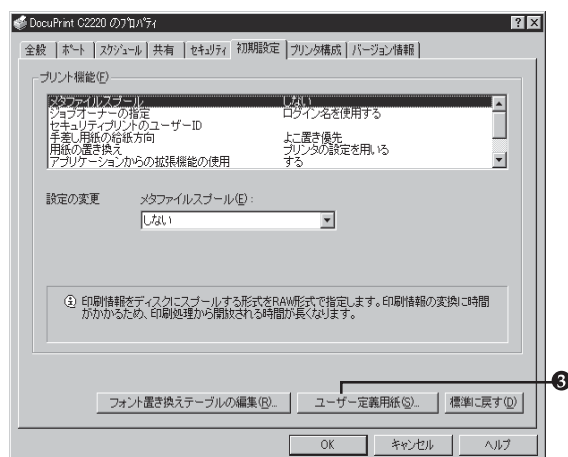 DocuPrint C2220 のプロパティ
全般 ポート スケジュール 共有 セキュリティ 初期設定 プリンタ構成 バージョン情報
プリント機能(F)
メタファイルスプール しない
ジョブオーナーの指定 ログイン名を使用する
セキュリティプリントのユーザーID
手差し用紙の給紙方向 よこ置き優先
用紙の置き換え プリンタの設定を用いる
アプリケーションからの拡張機能の使用 する
設定の変更 メタファイルスプール(E):
しない
印刷情報をディスクにスプールする形式をRAW形式で指定します。印刷情報の変換に時間
がかかるため、印刷処理から開放される時間が長くなります。
3
フォント置き換えテーブルの編集(R)... ユーザー定義用紙(S)... 標準に戻す(D)
OK キャンセル ヘルプ